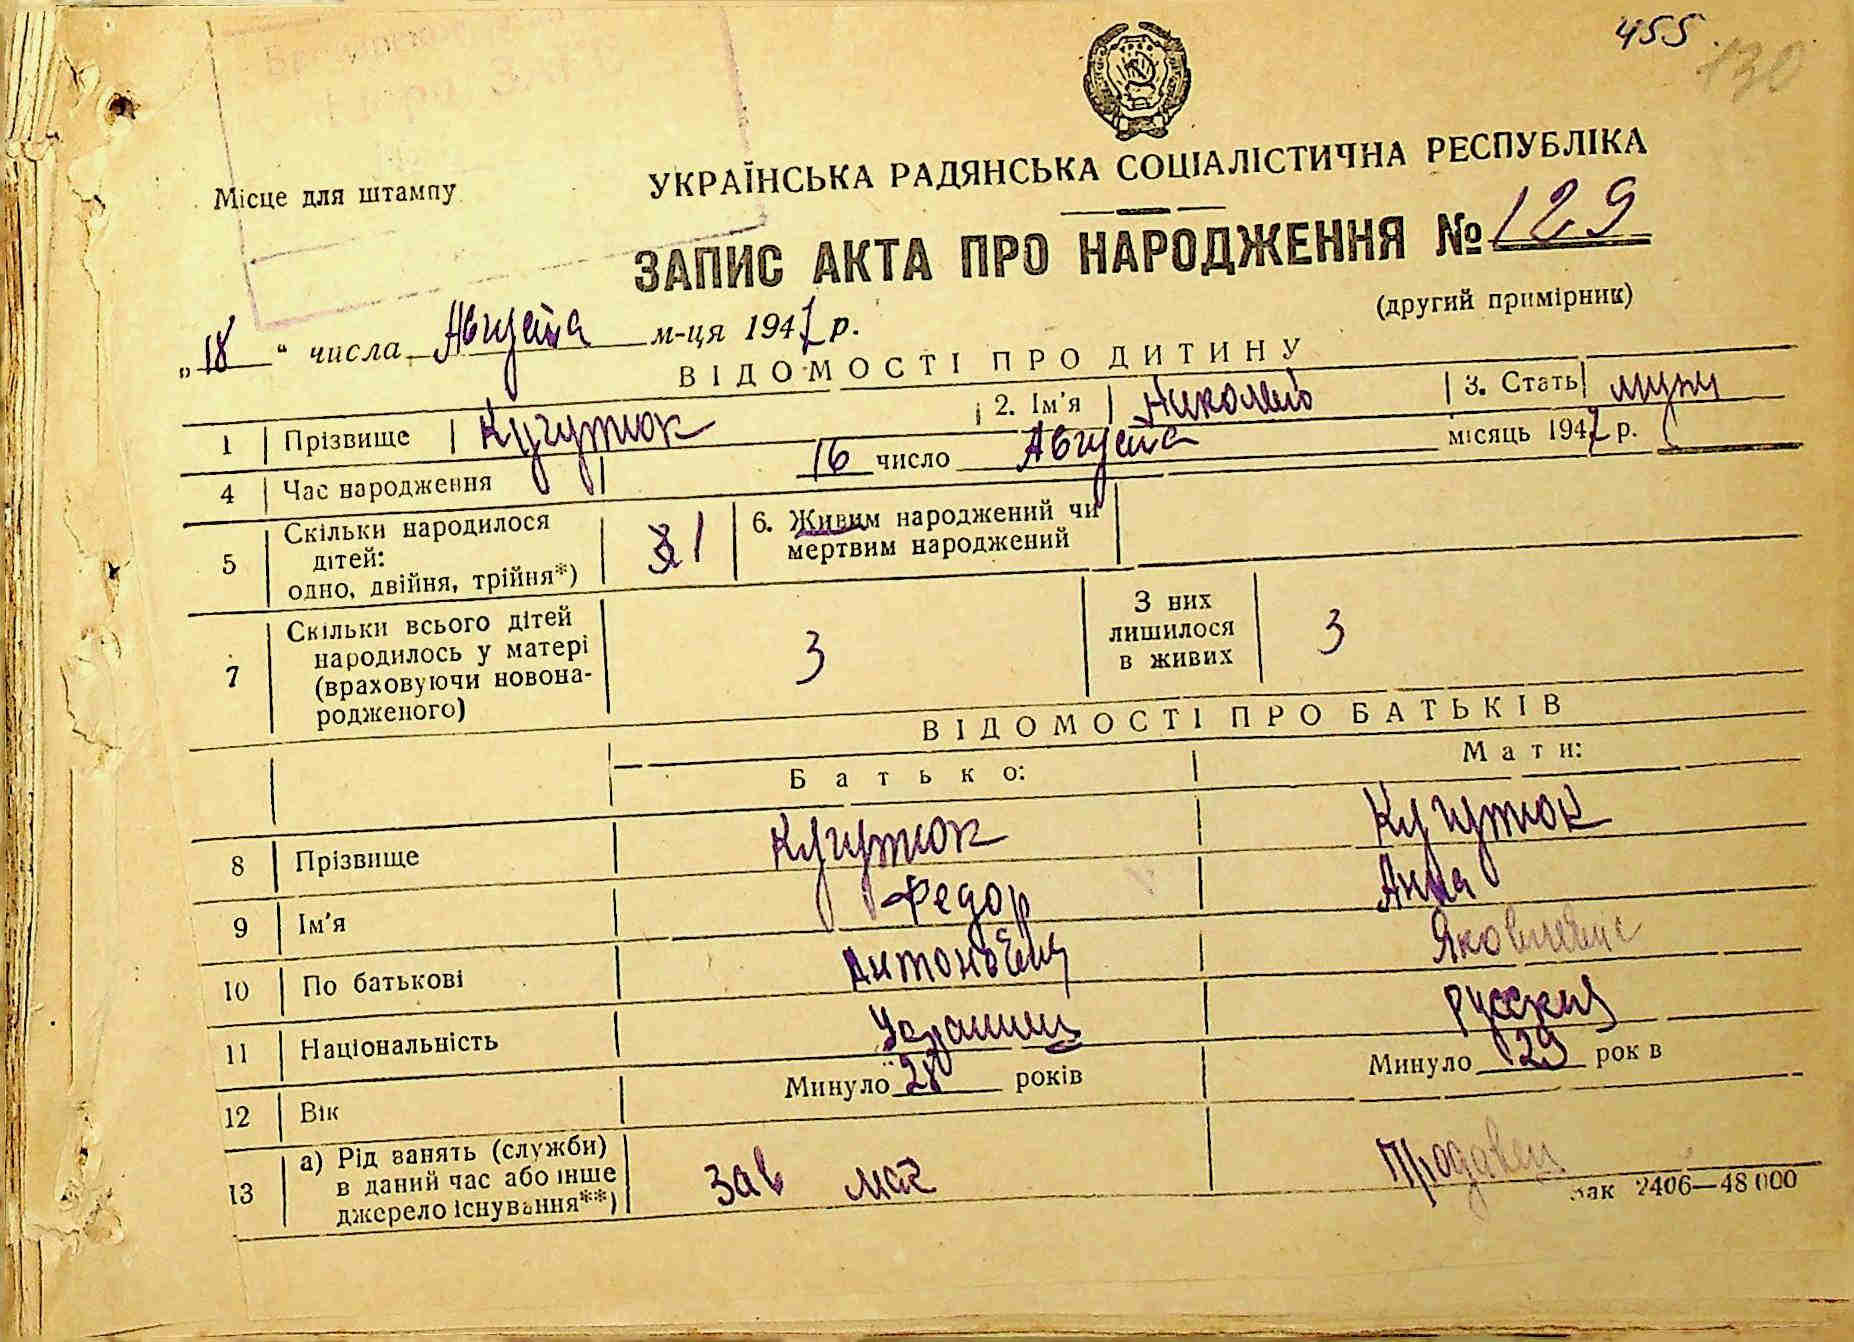 455
130
УКРАЇНСЬКА РАДЯНСЬКА СОЦІАЛІСТИЧНА РЕСПУБЛІКА
Місце для штампу
ЗАПИС АКТА ПРО НАРОДЖЕННЯ № 129
(другий примірник)
„18“ числа Августа м-ця 1947 р.
ВІДОМОСТІ ПРО ДИТИНУ
1 Прізвище Кугутюк 2. Ім'я Николай 3. Стать муж
4 Час народження 16 число Августа місяць 1947 р.
5 Скільки народилося дітей: одно, двійня, трійня*) 1 6. Живим народжений чи мертвим народжений
7 Скільки всього дітей народилось у матері (враховуючи новонародженого) 3 З них лишилося в живих 3
ВІДОМОСТІ ПРО БАТЬКІВ
Батько: Мати:
8 Прізвище Кугутюк Кугутюк
9 Ім'я Федор Анна
10 По батькові Антонович Яковлевна
11 Національність Украинец Русская
12 Вік Минуло 28 років Минуло 29 рок в
13 а) Рід занять (служби) в даний час або інше джерело існування**) Зав маг Продавец
Зак 2406—48 000